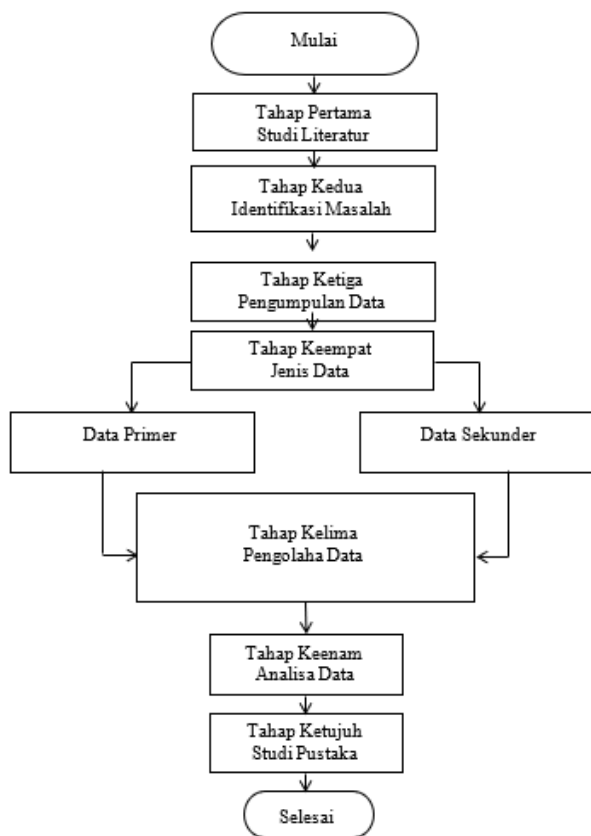 Mulai
Tahap Pertama
Studi Literatur
Tahap Kedua
Identifikasi Masalah
Tahap Ketiga
Pengumpulan Data
Tahap Keempat
Jenis Data
Data Primer
Data Sekunder
Tahap Kelima
Pengolaha Data
Tahap Keenam
Analisa Data
Tahap Ketujuh
Studi Pustaka
Selesai